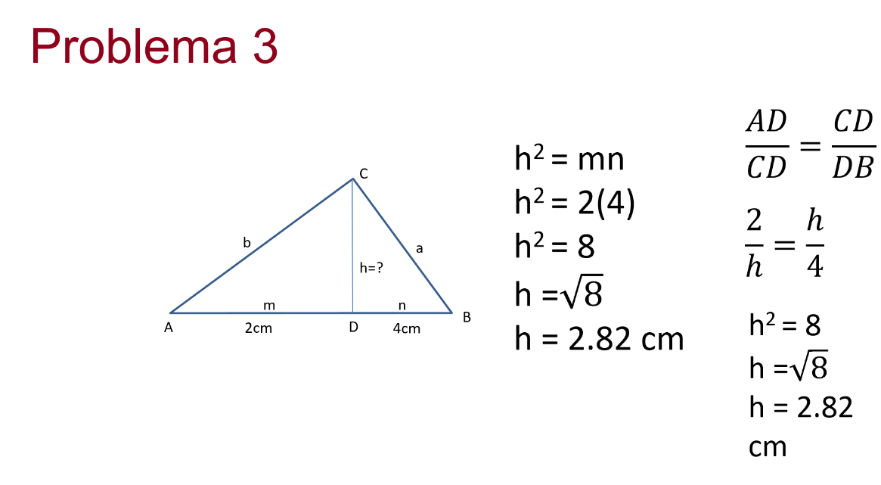 Problema 3
C
b
a
h=?
m
n
A
2cm
D
4cm
B
h² = mn
h² = 2(4)
h² = 8
h =√8
h = 2.82 cm
AD/CD = CD/DB
2/h = h/4
h² = 8
h =√8
h = 2.82
cm